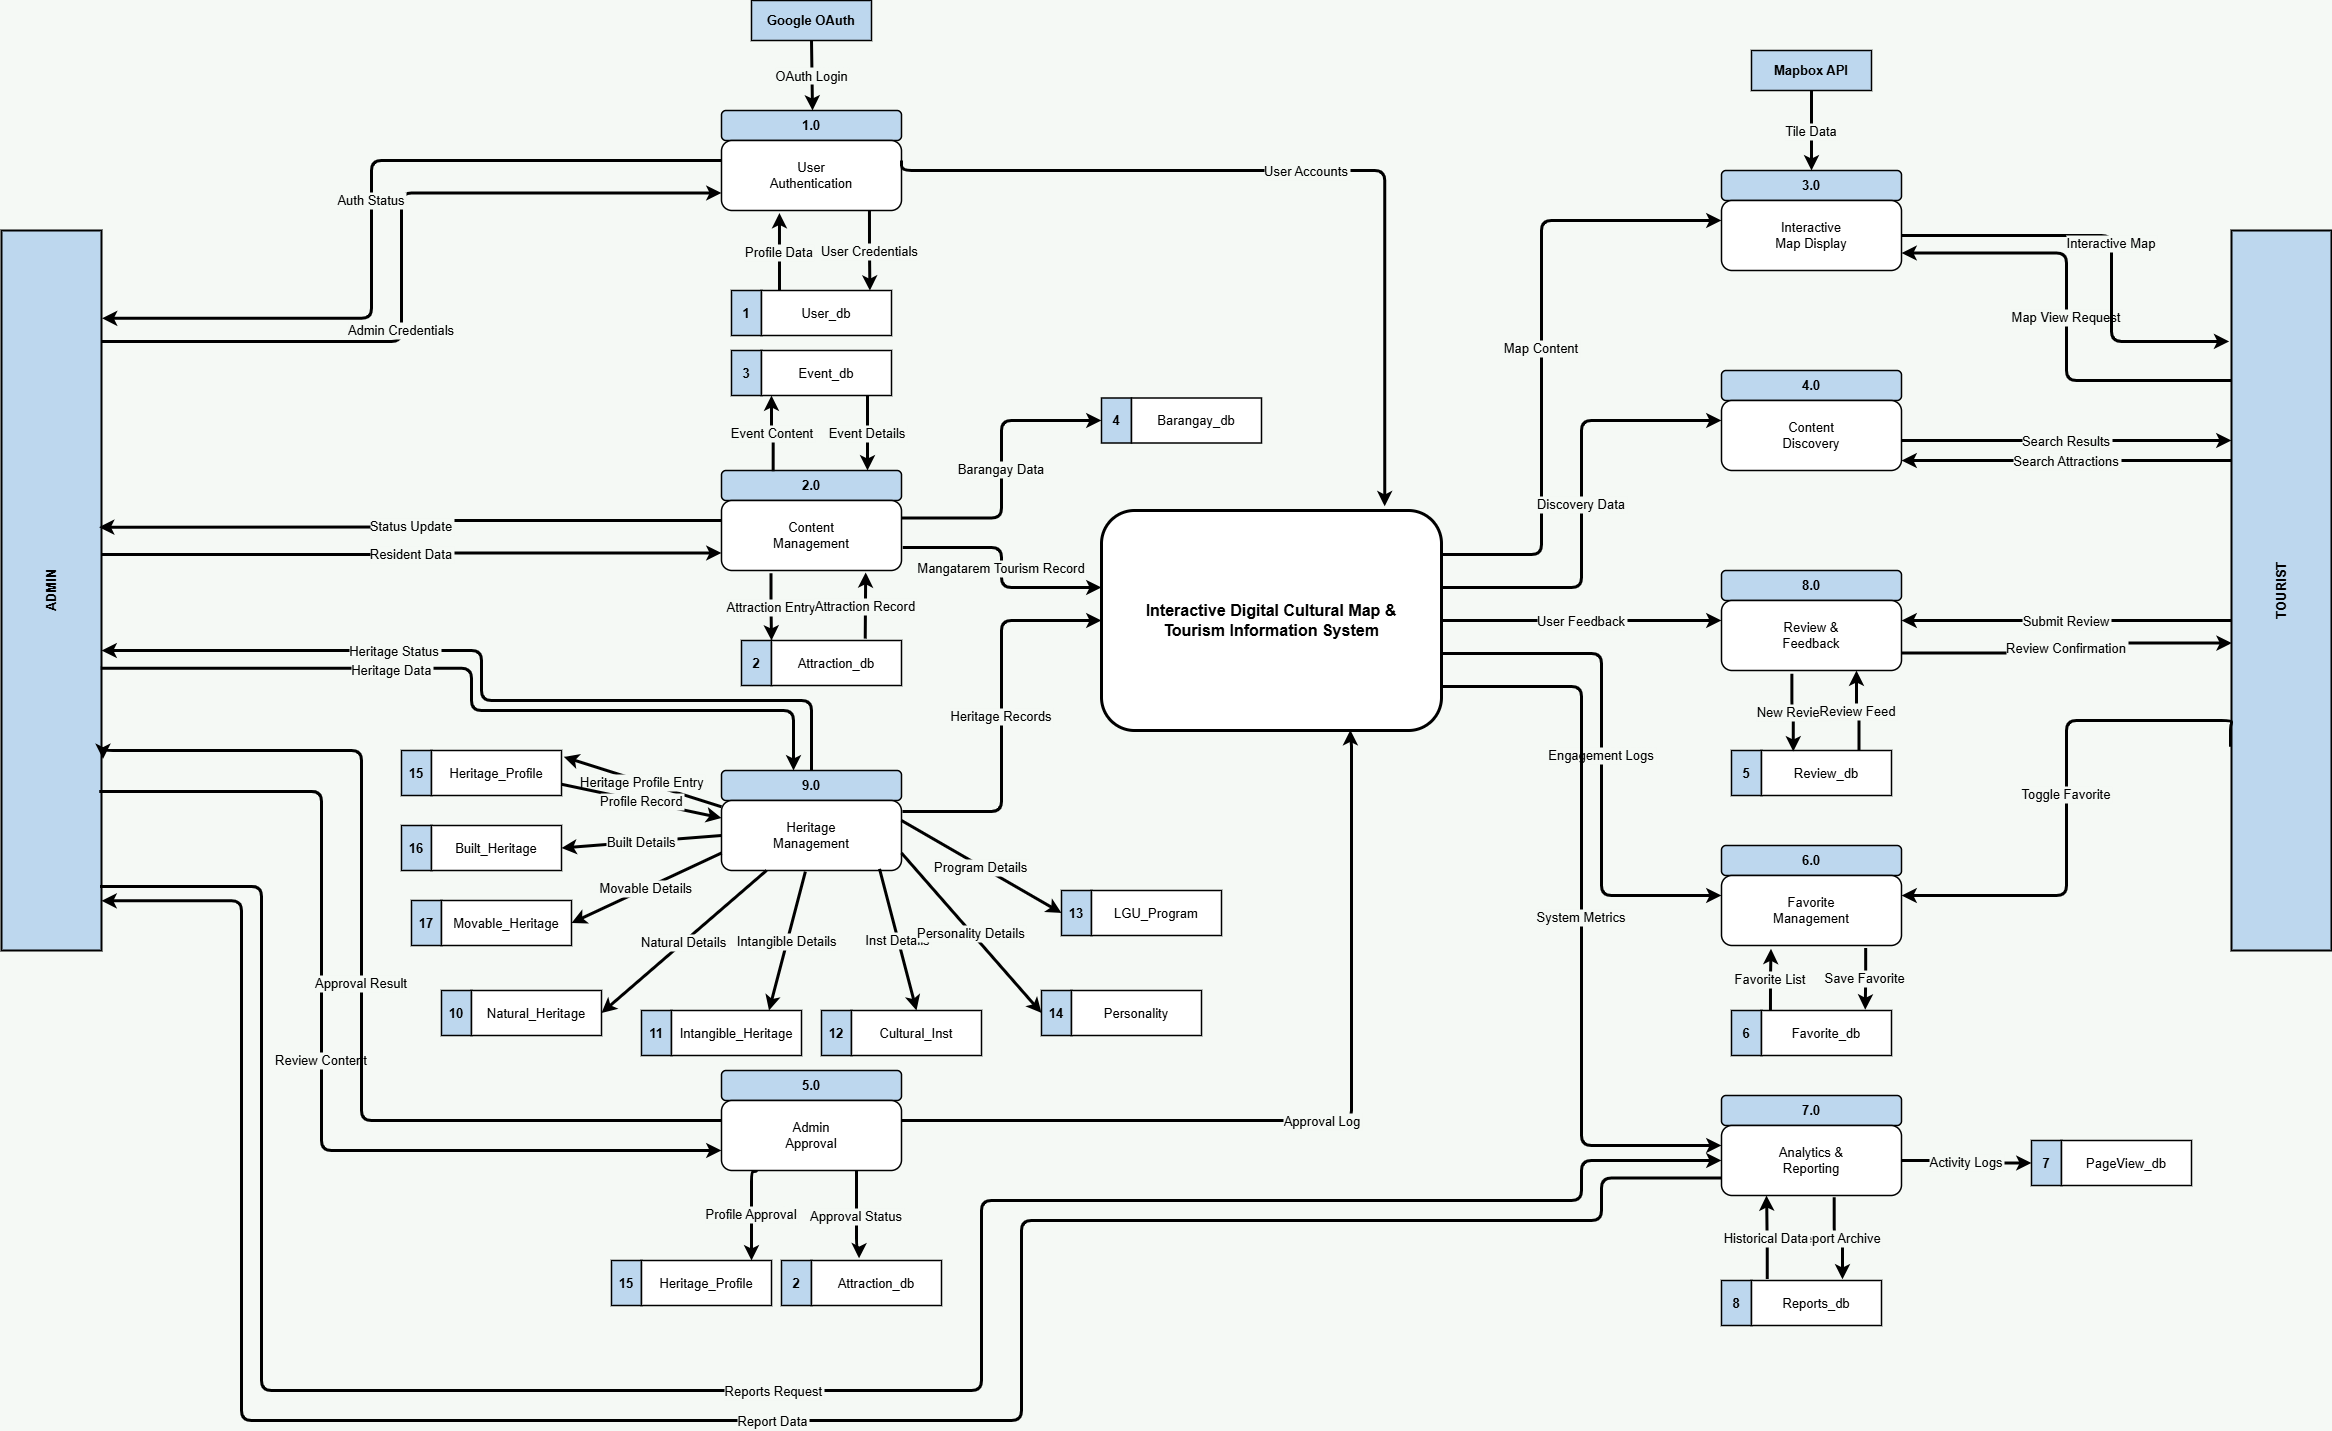 Google OAuth
OAuth Login
1.0
User
Authentication
Auth Status
Admin Credentials
User Accounts
Profile Data
User Credentials
1
User_db
3
Event_db
Event Content
Event Details
2.0
Content
Management
Status Update
Resident Data
Barangay Data
4
Barangay_db
Mangatarem Tourism Record
Attraction Entry
Attraction Record
2
Attraction_db
ADMIN
Heritage Status
Heritage Data
Heritage Records
15
Heritage_Profile
Heritage Profile Entry
Profile Record
9.0
Heritage
Management
16
Built_Heritage
Built Details
17
Movable_Heritage
Movable Details
Natural Details
Intangible Details
Inst Details
Personality Details
Program Details
13
LGU_Program
10
Natural_Heritage
11
Intangible_Heritage
12
Cultural_Inst
14
Personality
Approval Result
Review Content
5.0
Admin
Approval
Approval Log
Profile Approval
Approval Status
15
Heritage_Profile
2
Attraction_db
Reports Request
Report Data
Interactive Digital Cultural Map &
Tourism Information System
Mapbox API
Tile Data
3.0
Interactive
Map Display
Interactive Map
Map View Request
Map Content
4.0
Content
Discovery
Search Results
Search Attractions
Discovery Data
8.0
Review &
Feedback
User Feedback
Submit Review
Review Confirmation
New Revie
Review Feed
5
Review_db
TOURIST
Engagement Logs
Toggle Favorite
6.0
Favorite
Management
System Metrics
Favorite List
Save Favorite
6
Favorite_db
7.0
Analytics &
Reporting
Activity Logs
7
PageView_db
Historical Data
port Archive
8
Reports_db